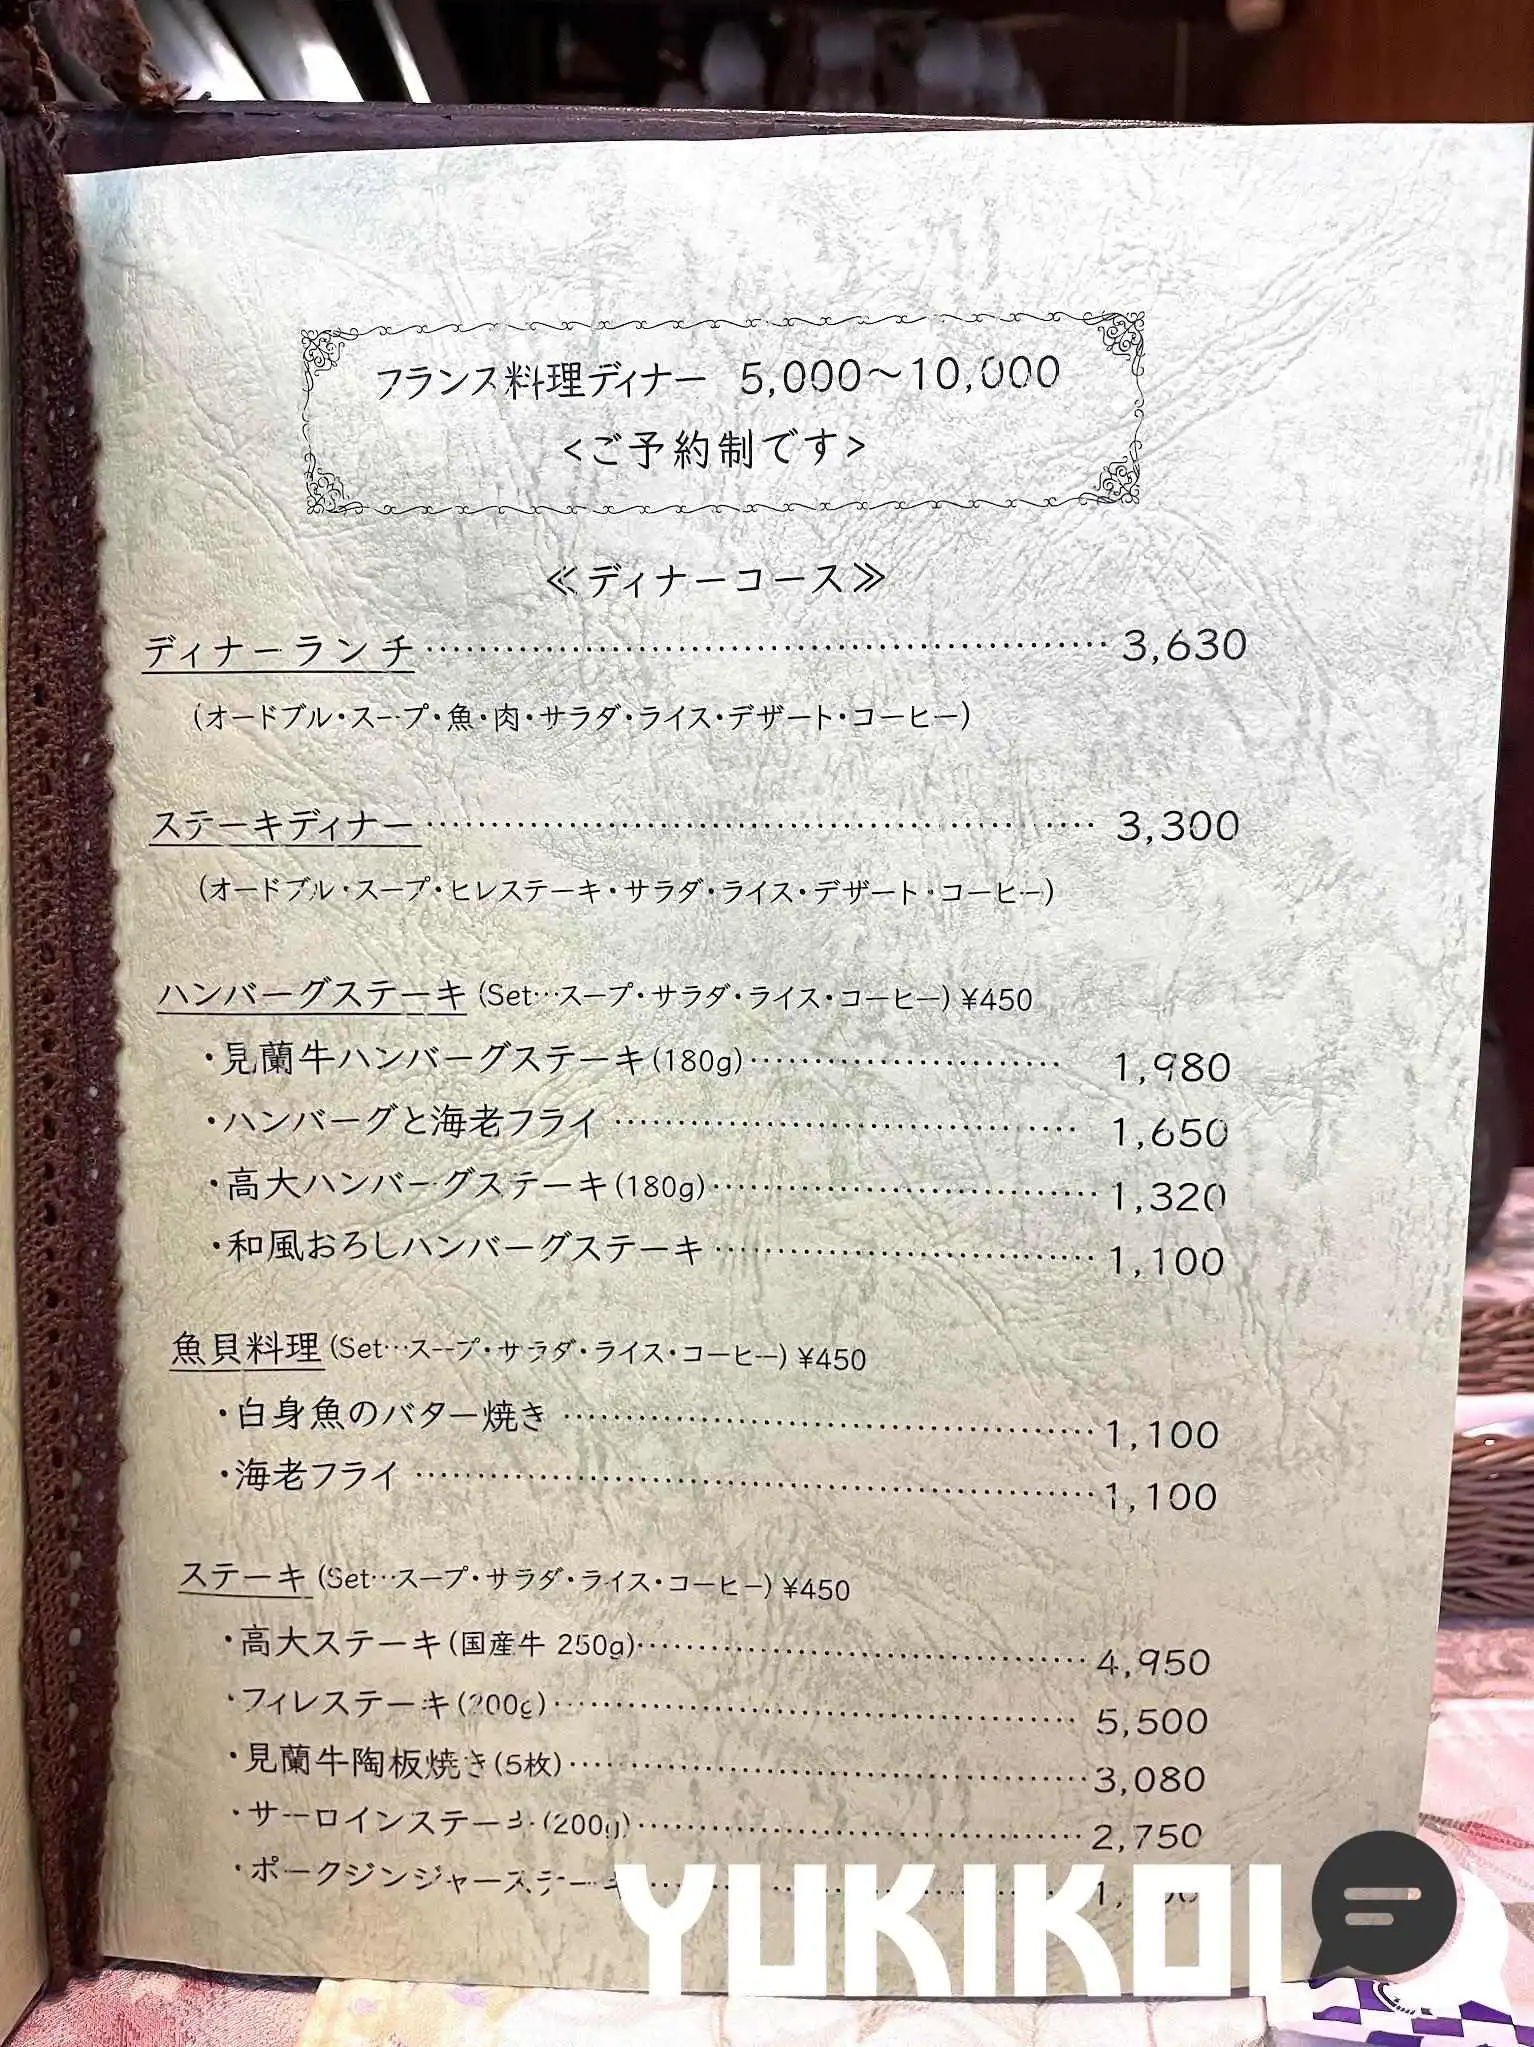 フランス料理ディナー 5,000〜10,000
<ご予約制です>
≪ディナーコース≫
ディナーランチ 3,630
(オードブル・スープ・魚・肉・サラダ・ライス・デザート・コーヒー)
ステーキディナー 3,300
(オードブル・スープ・ヒレステーキ・サラダ・ライス・デザート・コーヒー)
ハンバーグステーキ (Set…スープ・サラダ・ライス・コーヒー) ¥450
・見蘭牛ハンバーグステーキ(180g) 1,980
・ハンバーグと海老フライ 1,650
・高大ハンバーグステーキ(180g) 1,320
・和風おろしハンバーグステーキ 1,100
魚貝料理 (Set…スープ・サラダ・ライス・コーヒー) ¥450
・白身魚のバター焼き 1,100
・海老フライ 1,100
ステーキ (Set…スープ・サラダ・ライス・コーヒー) ¥450
・高大ステーキ(国産牛 250g) 4,950
・フィレステーキ(200g) 5,500
・見蘭牛陶板焼き(5枚) 3,080
・サーロインステーキ(200g) 2,750
・ポークジンジャーステーキ
YUKIKOI